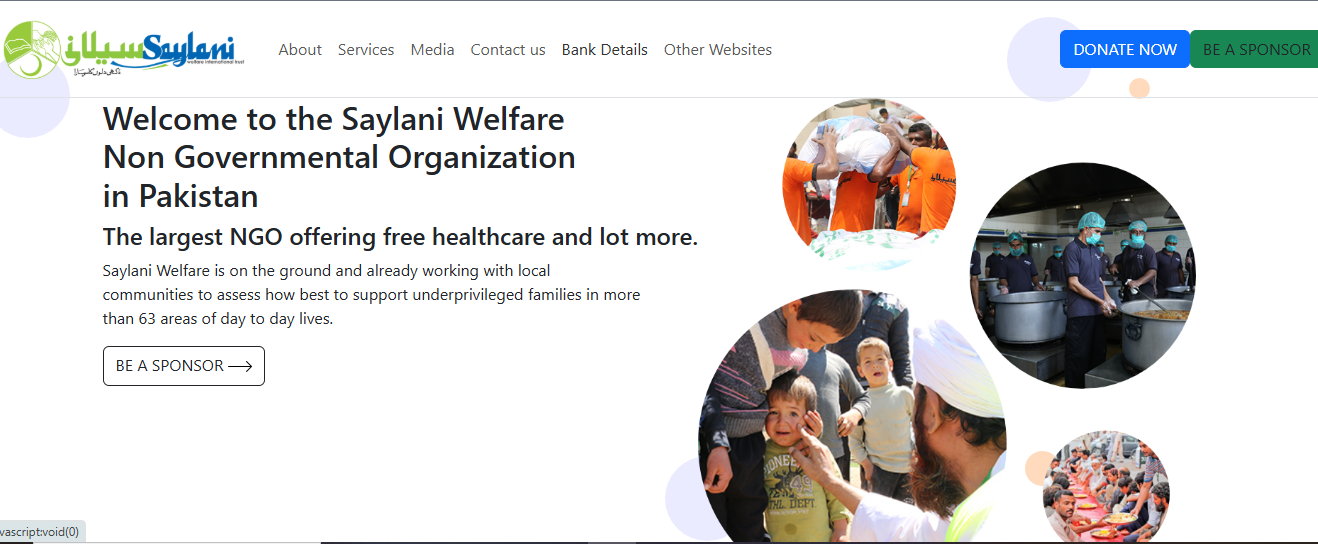 سیلانی Saylani
welfare international trust
About Services Media Contact us Bank Details Other Websites
DONATE NOW BE A SPONSOR
Welcome to the Saylani Welfare
Non Governmental Organization
in Pakistan
The largest NGO offering free healthcare and lot more.
Saylani Welfare is on the ground and already working with local
communities to assess how best to support underprivileged families in more
than 63 areas of day to day lives.
BE A SPONSOR
سیلانی
vascript:void(0)